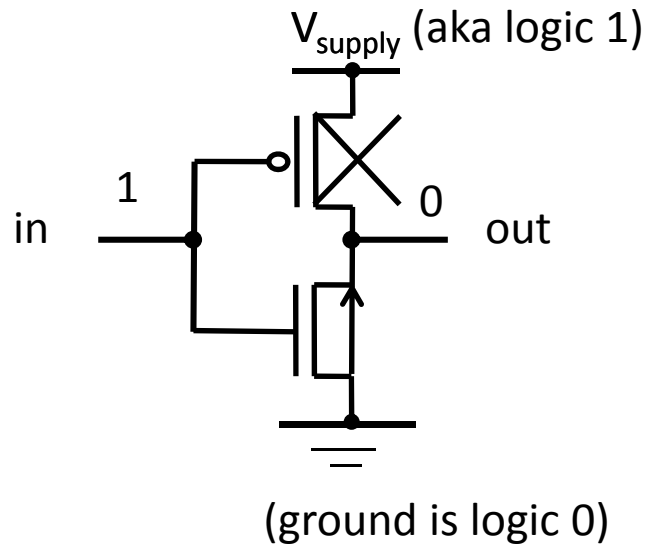 Vsupply (aka logic 1)
1
0
in
out
(ground is logic 0)